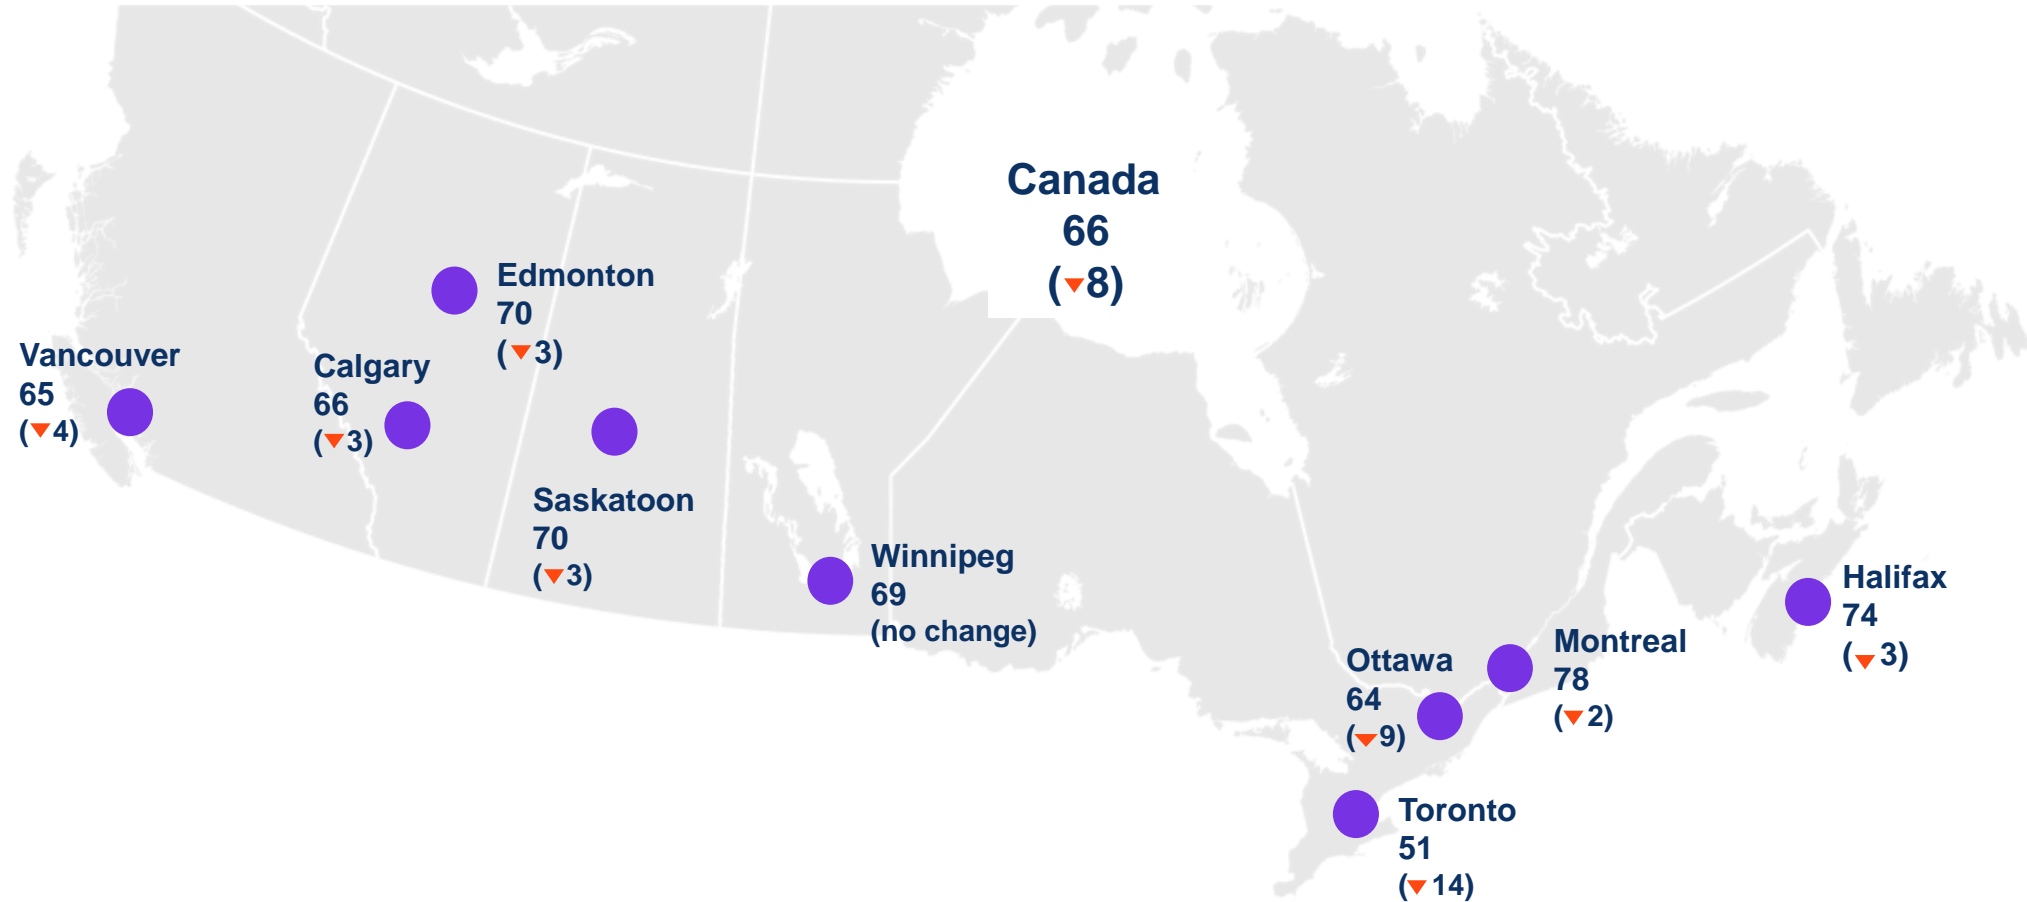 Canada
66
(▼8)
Edmonton
70
(▼3)
Vancouver
65
(▼4)
Calgary
66
(▼3)
Saskatoon
70
(▼3)
Winnipeg
69
(no change)
Halifax
74
(▼3)
Montreal
78
(▼2)
Ottawa
64
(▼9)
Toronto
51
(▼14)